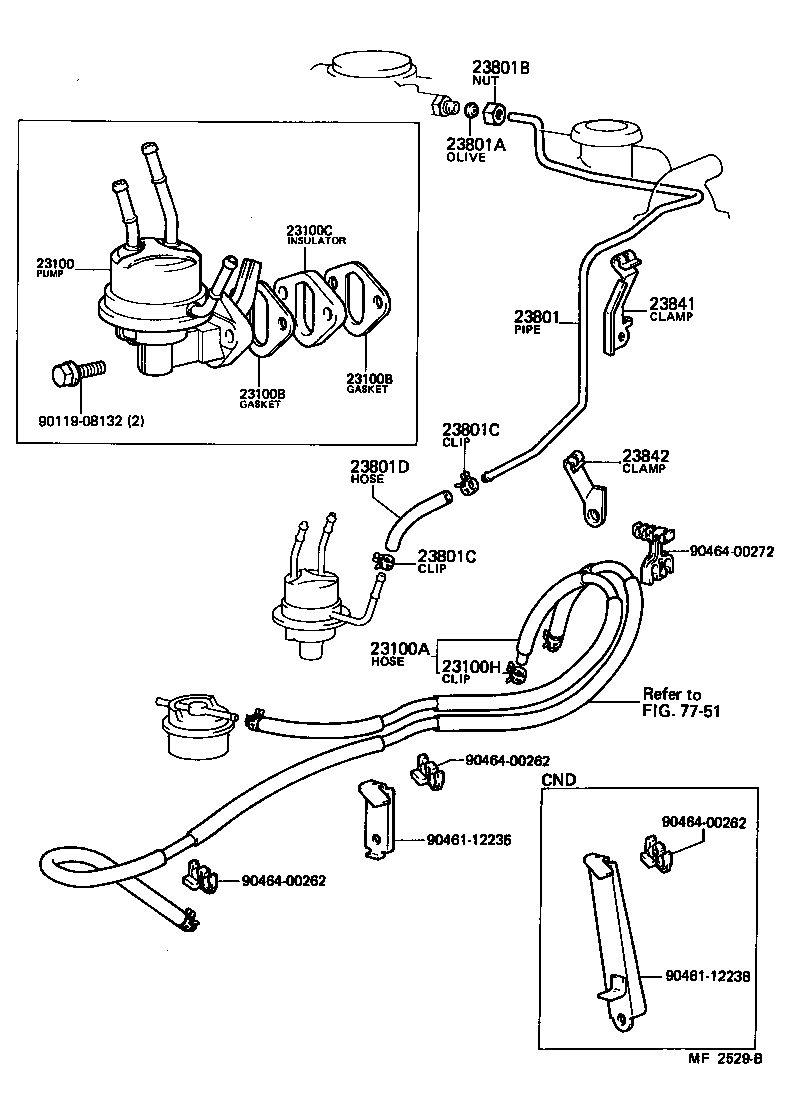 23801B
NUT
23801A
OLIVE
23100C
INSULATOR
23100
PUMP
23841
CLAMP
23801
PIPE
23100B
GASKET
23100B
GASKET
90119-08132 (2)
23801C
CLIP
23801D
HOSE
23842
CLAMP
90464-00272
23801C
CLIP
23100A
HOSE
23100H
CLIP
Refer to
FIG. 77-51
90464-00262
CND
90464-00262
90461-12235
90464-00262
90461-12238
MF 2529-B